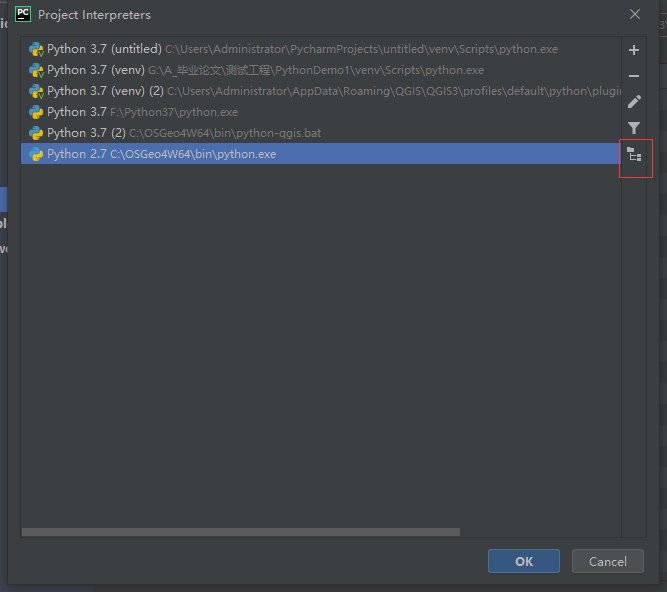 PC
Project Interpreters
Python 3.7 (untitled) C:\Users\Administrator\PycharmProjects\untitled\venv\Scripts\python.exe
Python 3.7 (venv) G:\A_毕业论文\测试工程\PythonDemo1\venv\Scripts\python.exe
Python 3.7 (venv) (2) C:\Users\Administrator\AppData\Roaming\QGIS\QGIS3\profiles\default\python\plugin
Python 3.7 F:\Python37\python.exe
Python 3.7 (2) C:\OSGeo4W64\bin\python-qgis.bat
Python 2.7 C:\OSGeo4W64\bin\python.exe
OK
Cancel